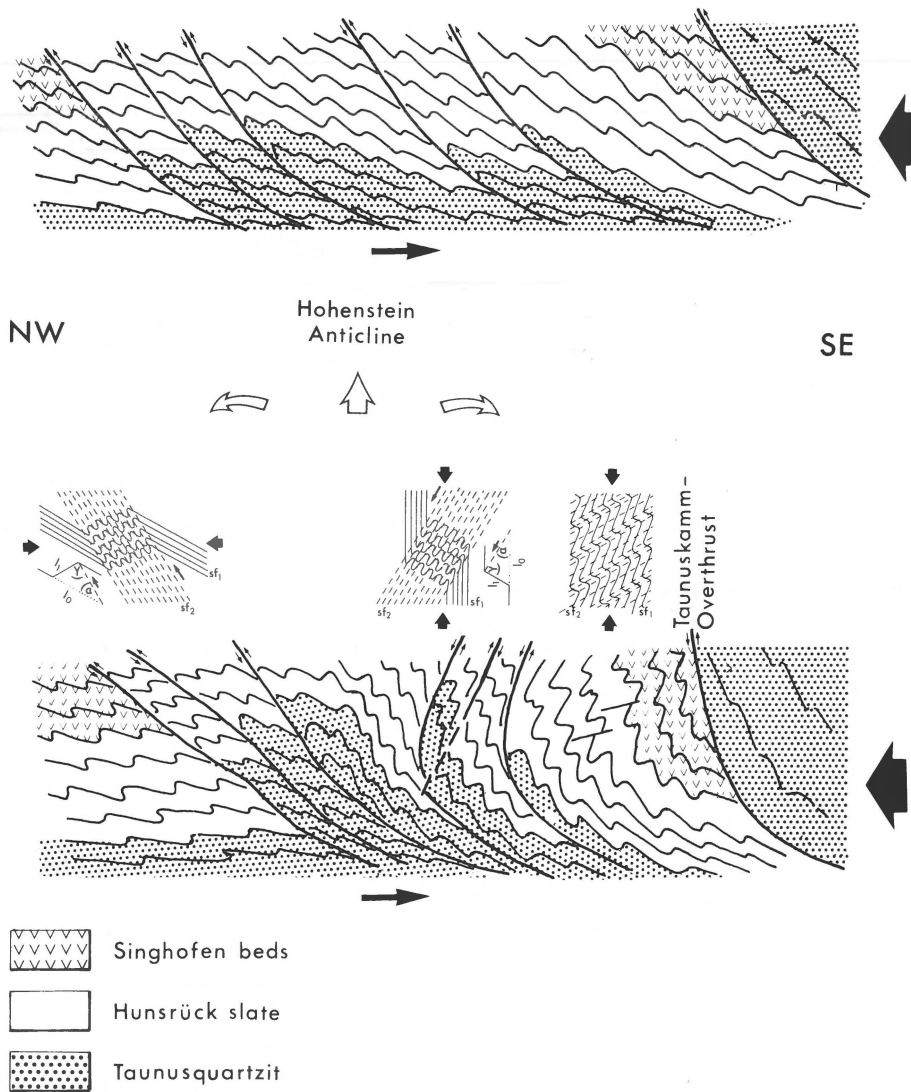 Hohenstein
Anticline
NW
SE
Taunuskamm-
Overthrust
sf₁
sf₂
l₁
l₀
γ
α
sf₂
sf₁
l₁
l₀
γ
α
sf₂
sf₁
Singhofen beds
Hunsrück slate
Taunusquartzit